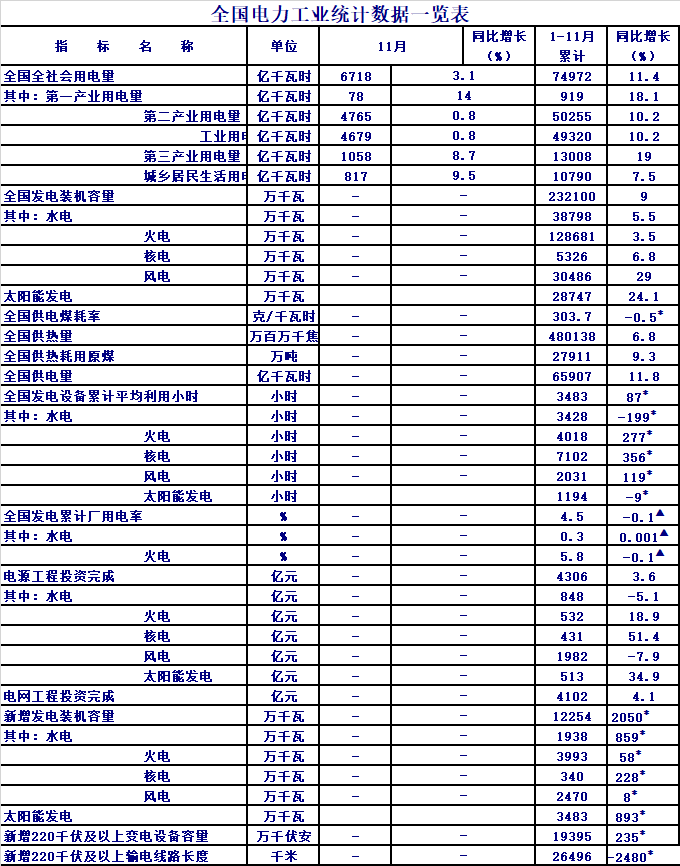 全国电力工业统计数据一览表
指 标 名 称 单位 11月 同比增长（%） 1-11月累计 同比增长（%）
全国全社会用电量 亿千瓦时 6718 3.1 74972 11.4
其中：第一产业用电量 亿千瓦时 78 14 919 18.1
第二产业用电量 亿千瓦时 4765 0.8 50255 10.2
工业用电 亿千瓦时 4679 0.8 49320 10.2
第三产业用电量 亿千瓦时 1058 8.7 13008 19
城乡居民生活用电 亿千瓦时 817 9.5 10790 7.5
全国发电装机容量 万千瓦 - - 232100 9
其中：水电 万千瓦 - - 38798 5.5
火电 万千瓦 - - 128681 3.5
核电 万千瓦 - - 5326 6.8
风电 万千瓦 - - 30486 29
太阳能发电 万千瓦 - - 28747 24.1
全国供电煤耗率 克/千瓦时 - - 303.7 -0.5*
全国供热量 万百万千焦 - - 480138 6.8
全国供热耗用原煤 万吨 - - 27911 9.3
全国供电量 亿千瓦时 - - 65907 11.8
全国发电设备累计平均利用小时 小时 - - 3483 87*
其中：水电 小时 - - 3428 -199*
火电 小时 - - 4018 277*
核电 小时 - - 7102 356*
风电 小时 - - 2031 119*
太阳能发电 小时 - - 1194 -9*
全国发电累计厂用电率 % - - 4.5 -0.1▲
其中：水电 % - - 0.3 0.001▲
火电 % - - 5.8 -0.1▲
电源工程投资完成 亿元 - - 4306 3.6
其中：水电 亿元 - - 848 -5.1
火电 亿元 - - 532 18.9
核电 亿元 - - 431 51.4
风电 亿元 - - 1982 -7.9
太阳能发电 亿元 - - 513 34.9
电网工程投资完成 亿元 - - 4102 4.1
新增发电装机容量 万千瓦 - - 12254 2050*
其中：水电 万千瓦 - - 1938 859*
火电 万千瓦 - - 3993 58*
核电 万千瓦 - - 340 228*
风电 万千瓦 - - 2470 8*
太阳能发电 万千瓦 - - 3483 893*
新增220千伏及以上变电设备容量 万千伏安 - - 19395 235*
新增220千伏及以上输电线路长度 千米 - - 26496 -2480*